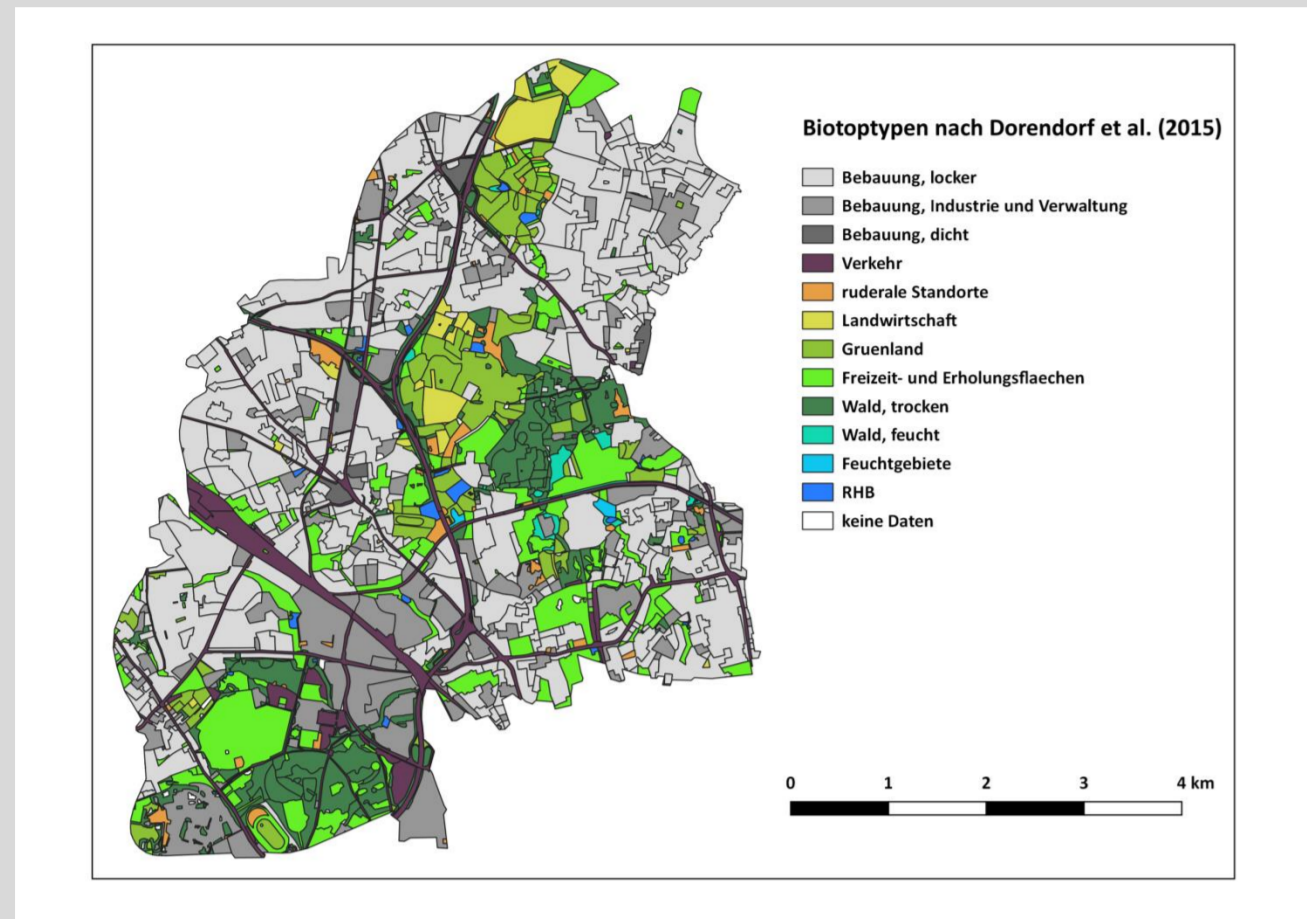 Biotoptypen nach Dorendorf et al. (2015)
Bebauung, locker
Bebauung, Industrie und Verwaltung
Bebauung, dicht
Verkehr
ruderale Standorte
Landwirtschaft
Gruenland
Freizeit- und Erholungsflaechen
Wald, trocken
Wald, feucht
Feuchtgebiete
RHB
keine Daten
0 1 2 3 4 km